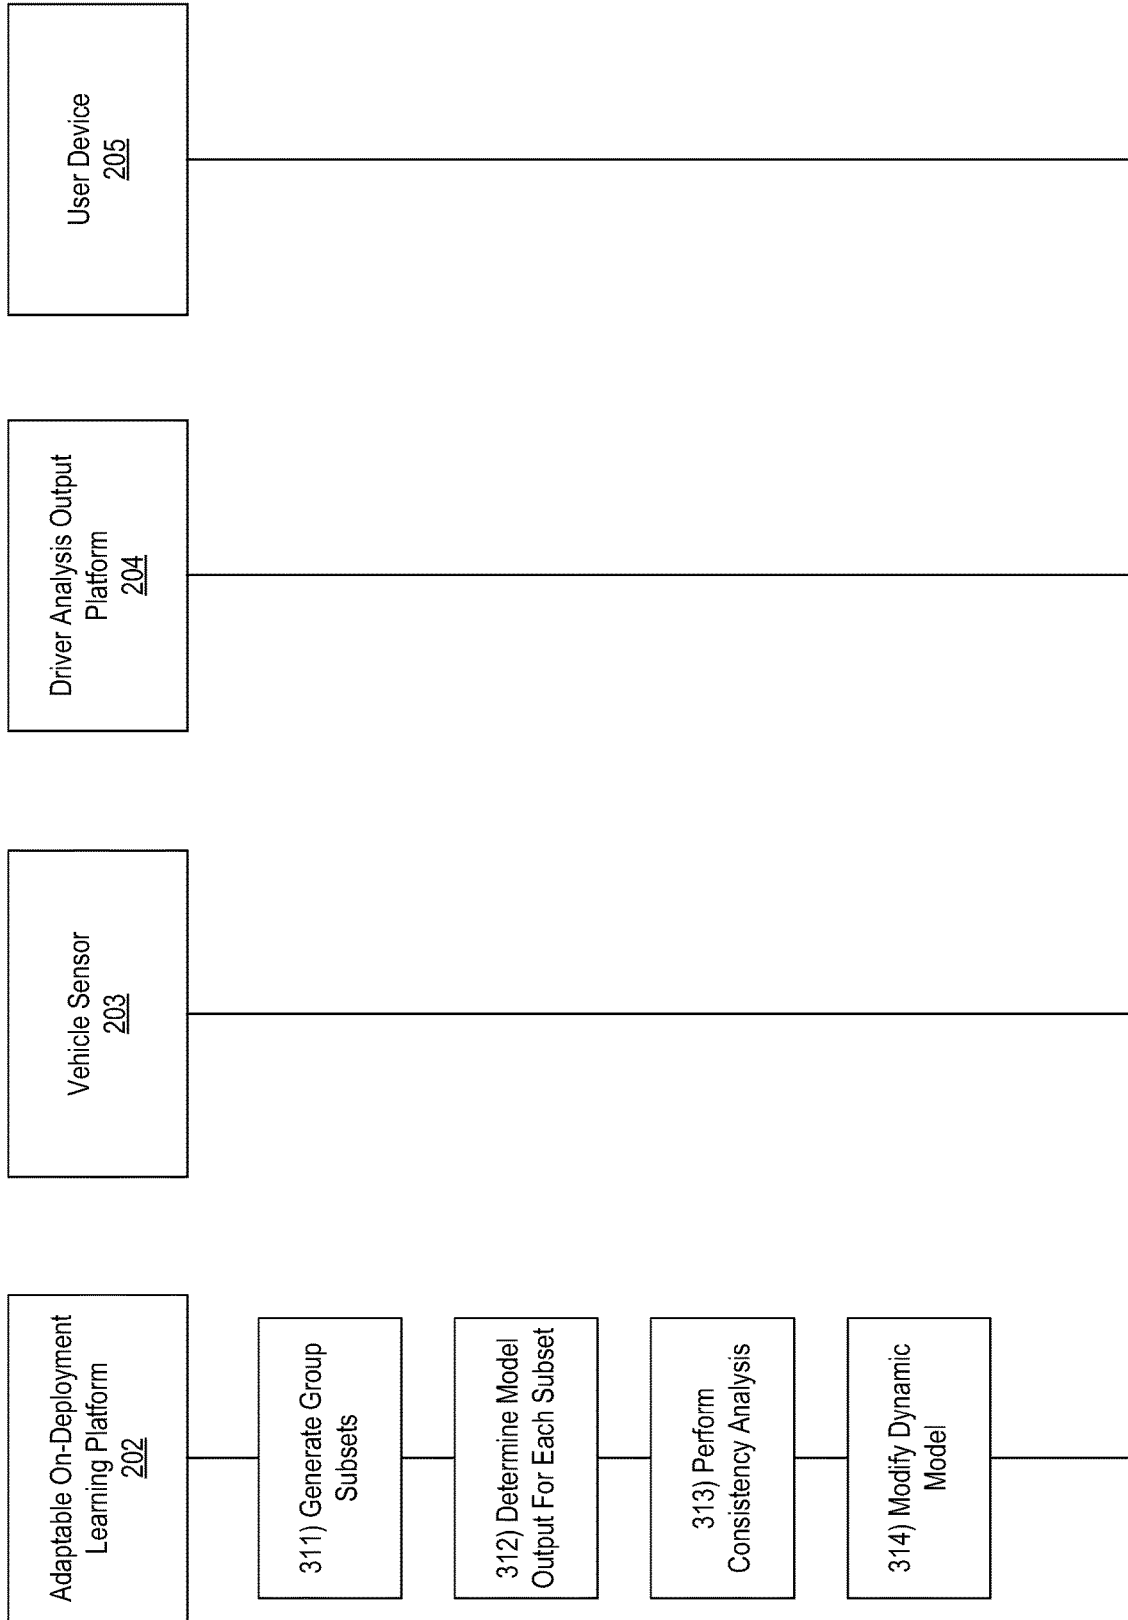 Adaptable On-Deployment
Learning Platform
202
Vehicle Sensor
203
Driver Analysis Output
Platform
204
User Device
205
311) Generate Group
Subsets
312) Determine Model
Output For Each Subset
313) Perform
Consistency Analysis
314) Modify Dynamic
Model